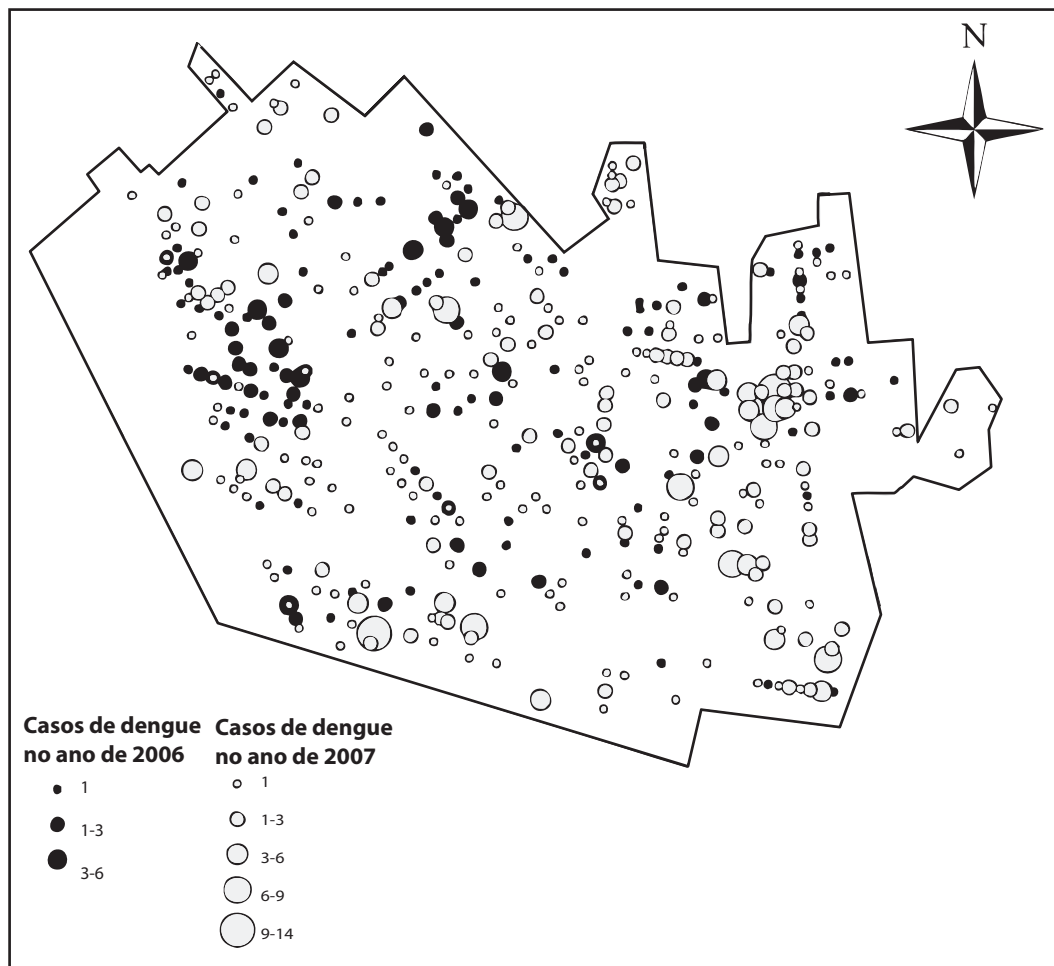 N
Casos de dengue
no ano de 2006
1
1-3
3-6
Casos de dengue
no ano de 2007
1
1-3
3-6
6-9
9-14